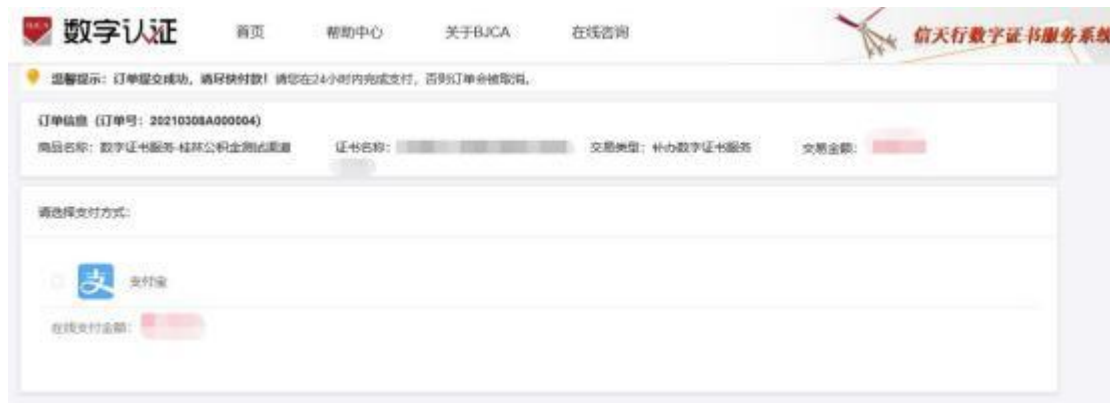 BJCA 数字认证 首页 帮助中心 关于BJCA 在线咨询 信天行数字证书服务系统
温馨提示：订单提交成功，请尽快付款！请您在24小时内完成支付，否则订单会被取消。
订单信息（订单号：20210308A000004）
商品名称：数字证书服务-桂林公积金测试渠道 证书名称： 交易类型：补办数字证书服务 交易金额：
请选择支付方式：
支 支付宝
在线支付金额：